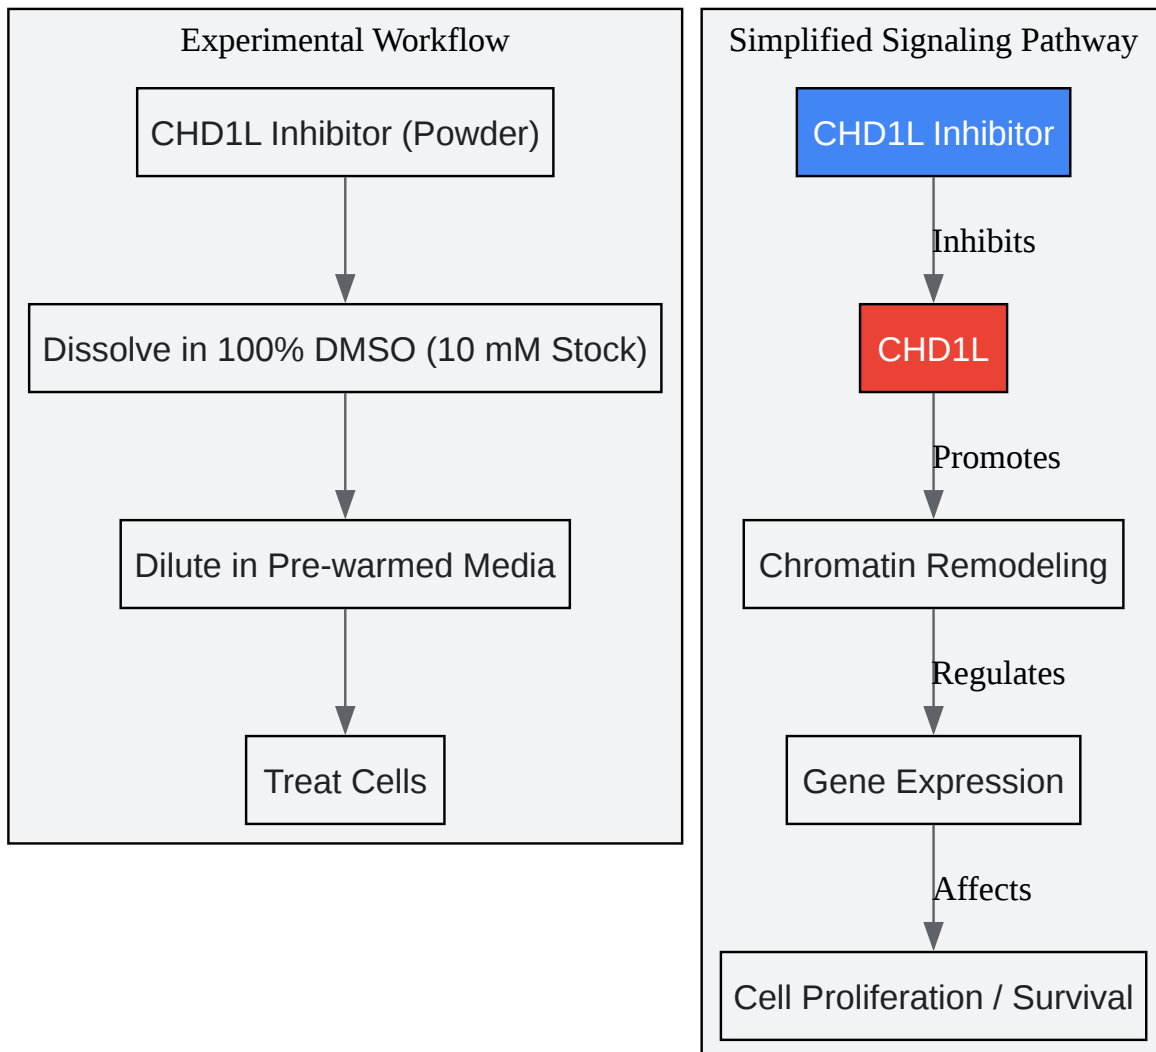 Experimental Workflow
CHD1L Inhibitor (Powder)
Dissolve in 100% DMSO (10 mM Stock)
Dilute in Pre-warmed Media
Treat Cells
Simplified Signaling Pathway
CHD1L Inhibitor
Inhibits
CHD1L
Promotes
Chromatin Remodeling
Regulates
Gene Expression
Affects
Cell Proliferation / Survival